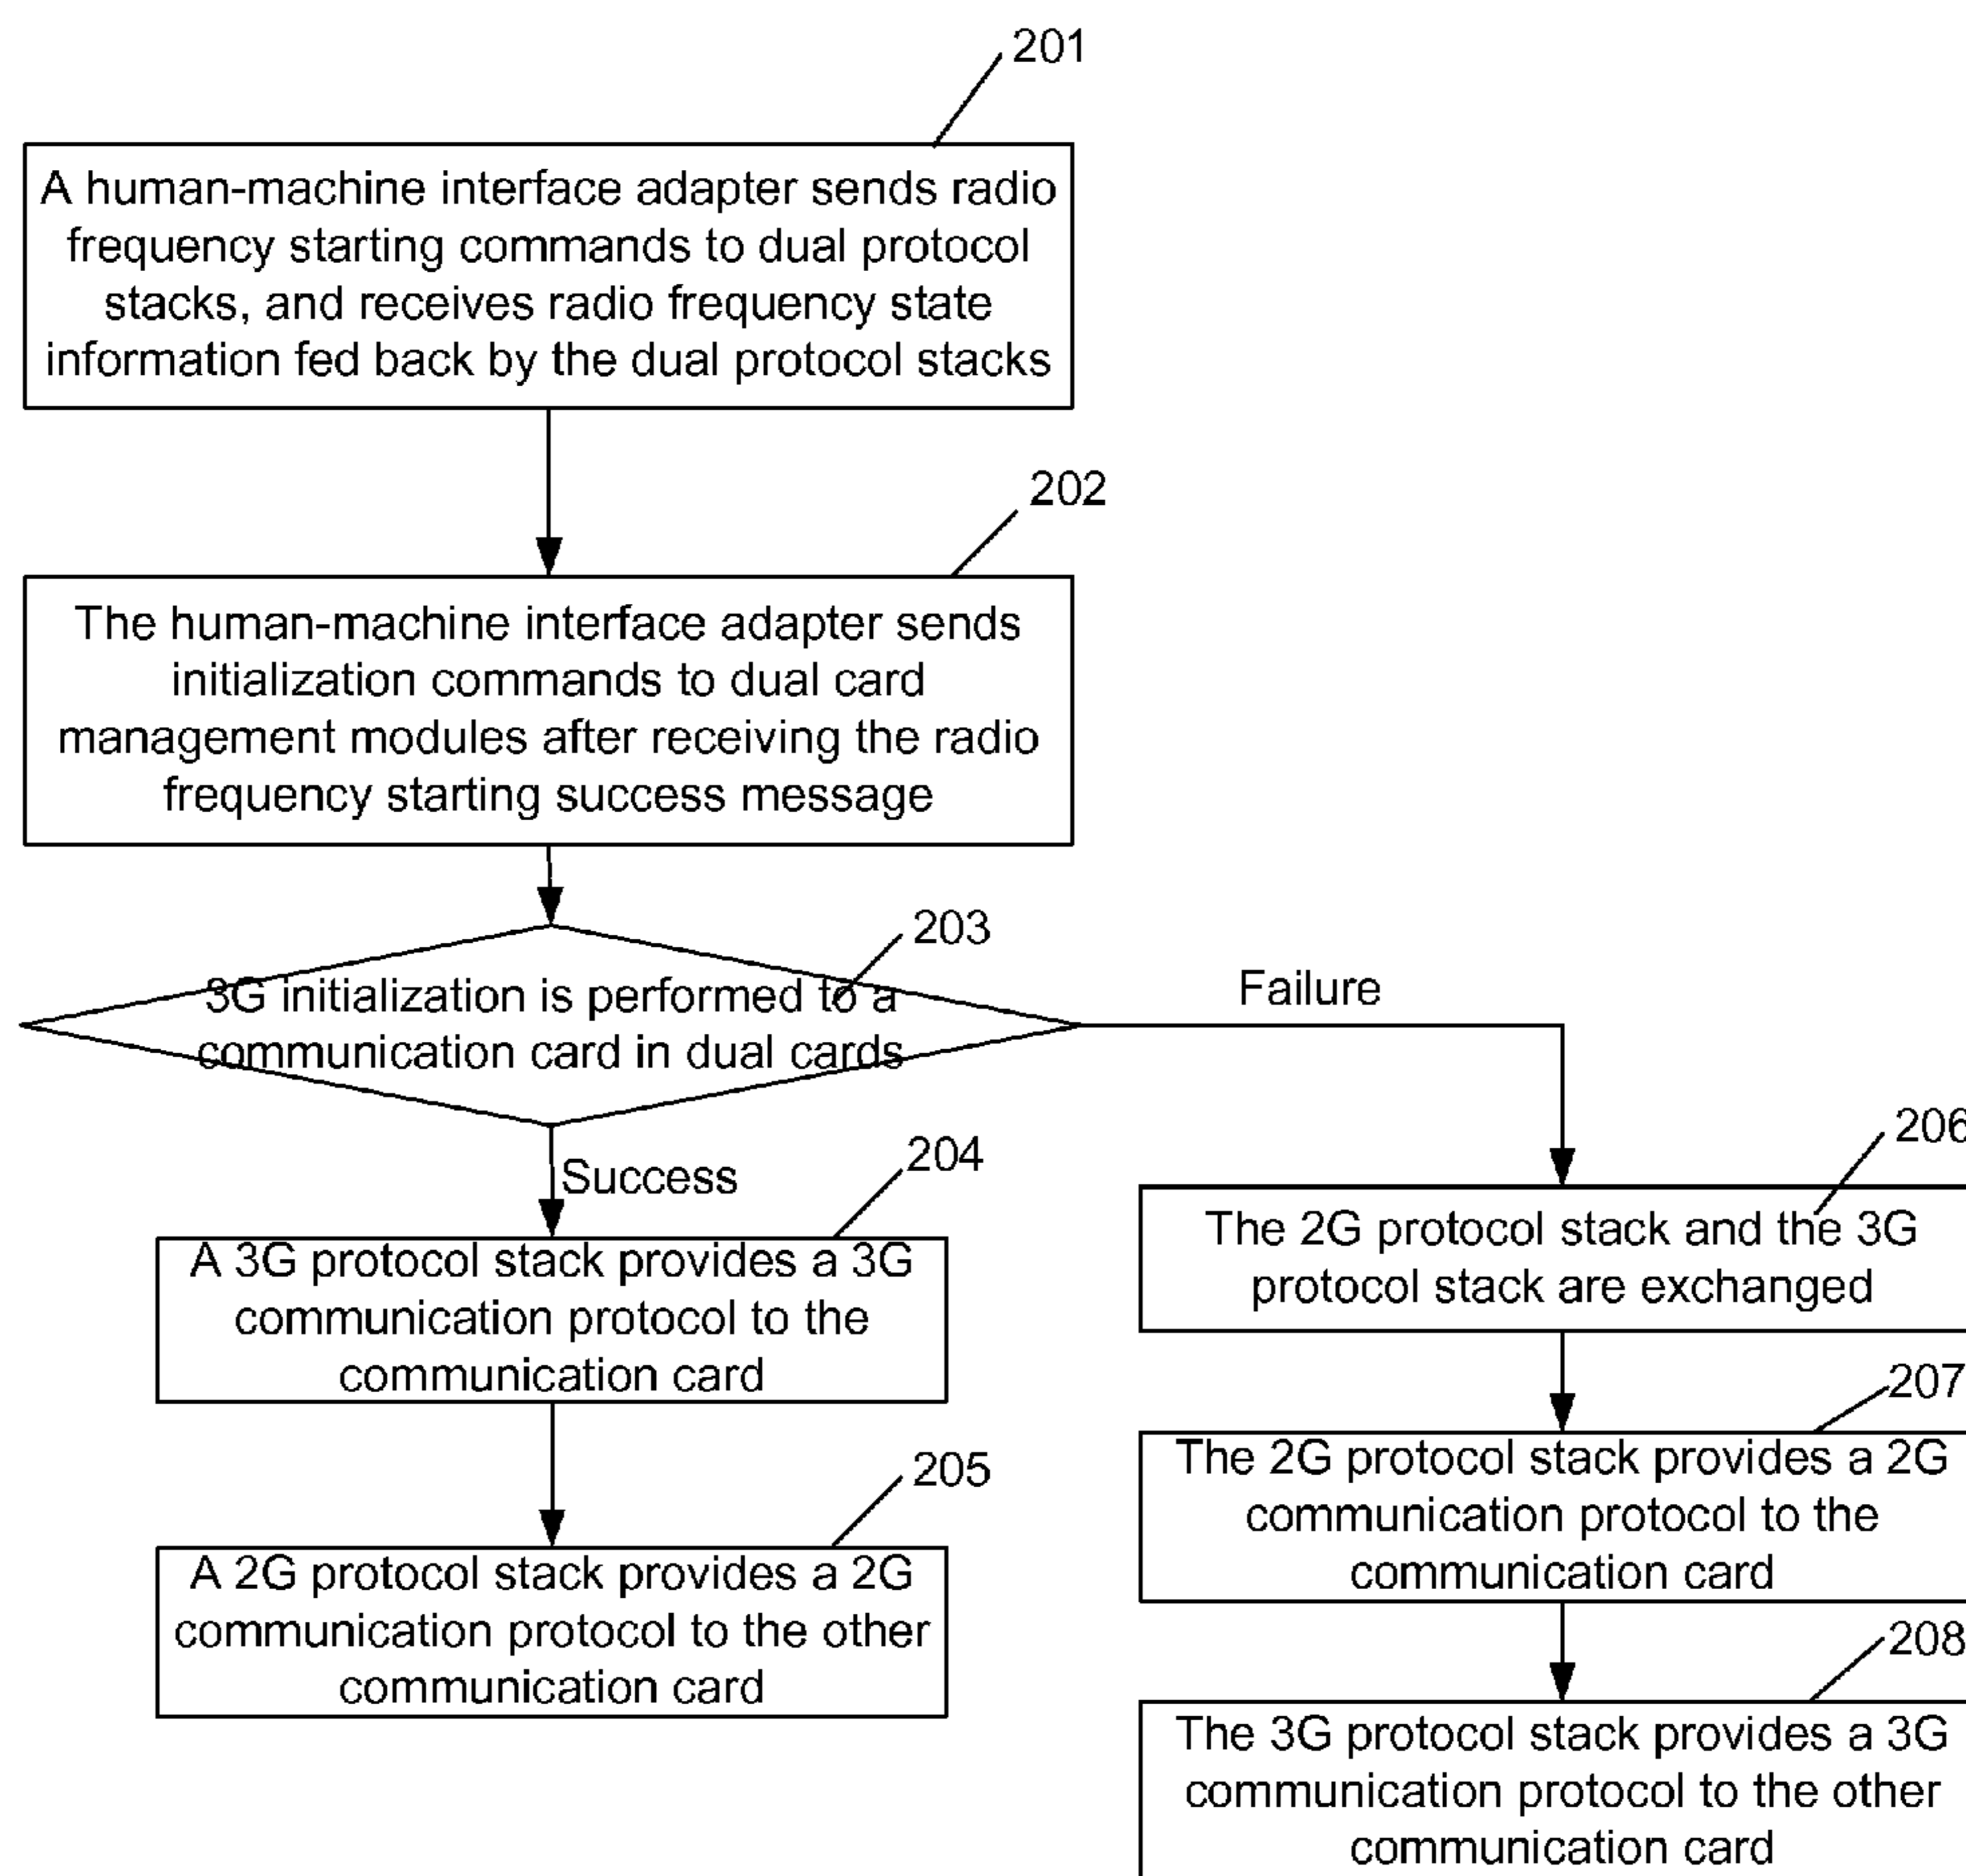 201
A human-machine interface adapter sends radio
frequency starting commands to dual protocol
stacks, and receives radio frequency state
information fed back by the dual protocol stacks
202
The human-machine interface adapter sends
initialization commands to dual card
management modules after receiving the radio
frequency starting success message
203
3G initialization is performed to a
communication card in dual cards
Failure
Success
204
A 3G protocol stack provides a 3G
communication protocol to the
communication card
205
A 2G protocol stack provides a 2G
communication protocol to the other
communication card
206
The 2G protocol stack and the 3G
protocol stack are exchanged
207
The 2G protocol stack provides a 2G
communication protocol to the
communication card
208
The 3G protocol stack provides a 3G
communication protocol to the other
communication card